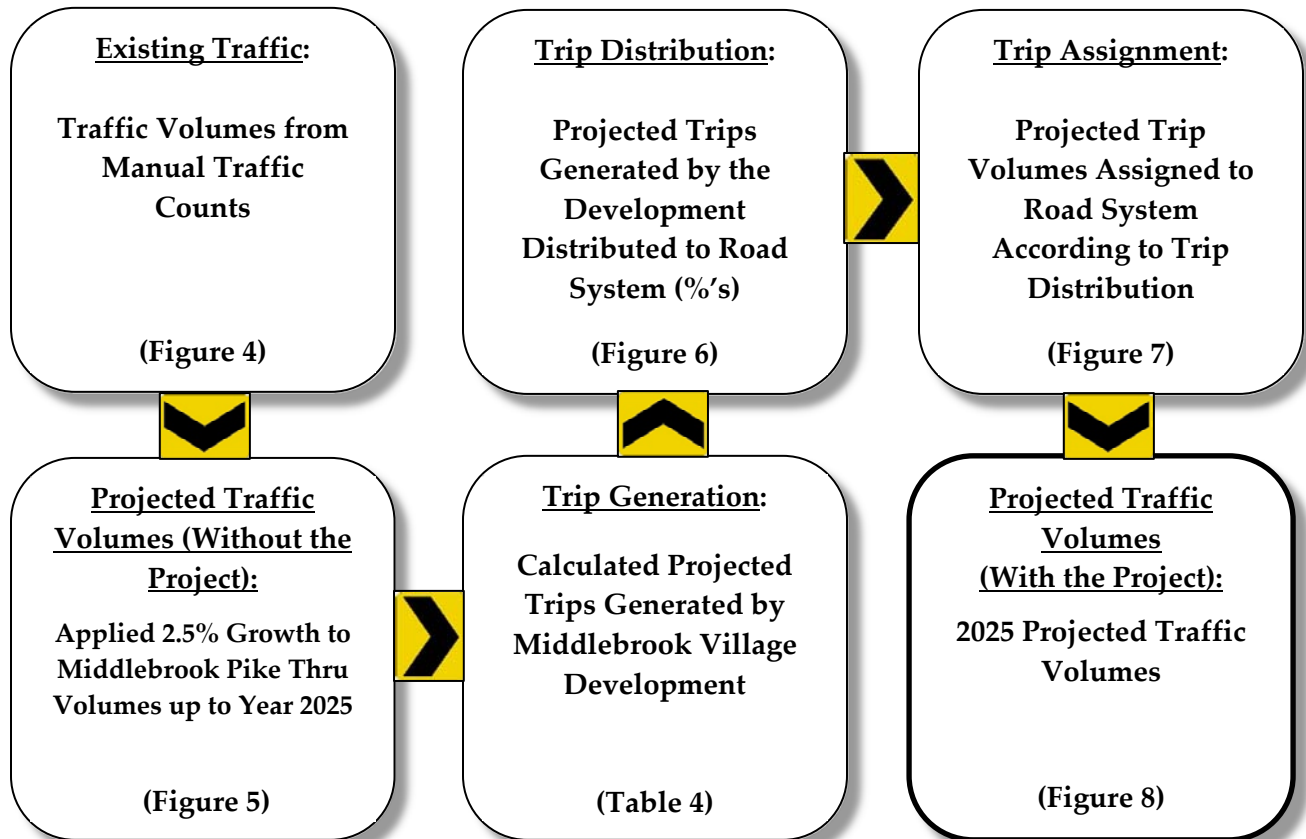 Existing Traffic:
Traffic Volumes from
Manual Traffic
Counts
(Figure 4)
Projected Traffic
Volumes (Without the
Project):
Applied 2.5% Growth to
Middlebrook Pike Thru
Volumes up to Year 2025
(Figure 5)
Trip Generation:
Calculated Projected
Trips Generated by
Middlebrook Village
Development
(Table 4)
Trip Distribution:
Projected Trips
Generated by the
Development
Distributed to Road
System (%’s)
(Figure 6)
Trip Assignment:
Projected Trip
Volumes Assigned to
Road System
According to Trip
Distribution
(Figure 7)
Projected Traffic
Volumes
(With the Project):
2025 Projected Traffic
Volumes
(Figure 8)